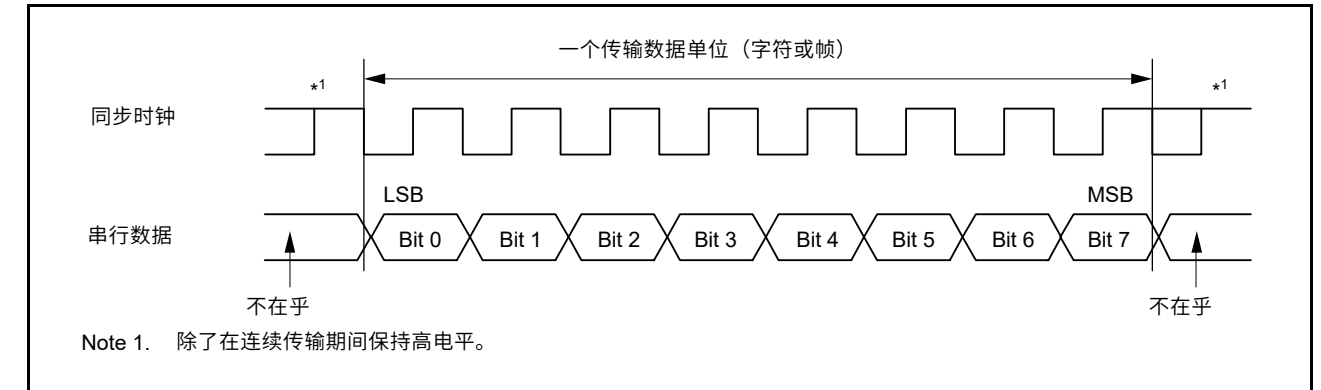 一个传输数据单位（字符或帧）
*1 *1
同步时钟
LSB MSB
串行数据 Bit 0 Bit 1 Bit 2 Bit 3 Bit 4 Bit 5 Bit 6 Bit 7
不在乎 不在乎
Note 1. 除了在连续传输期间保持高电平。